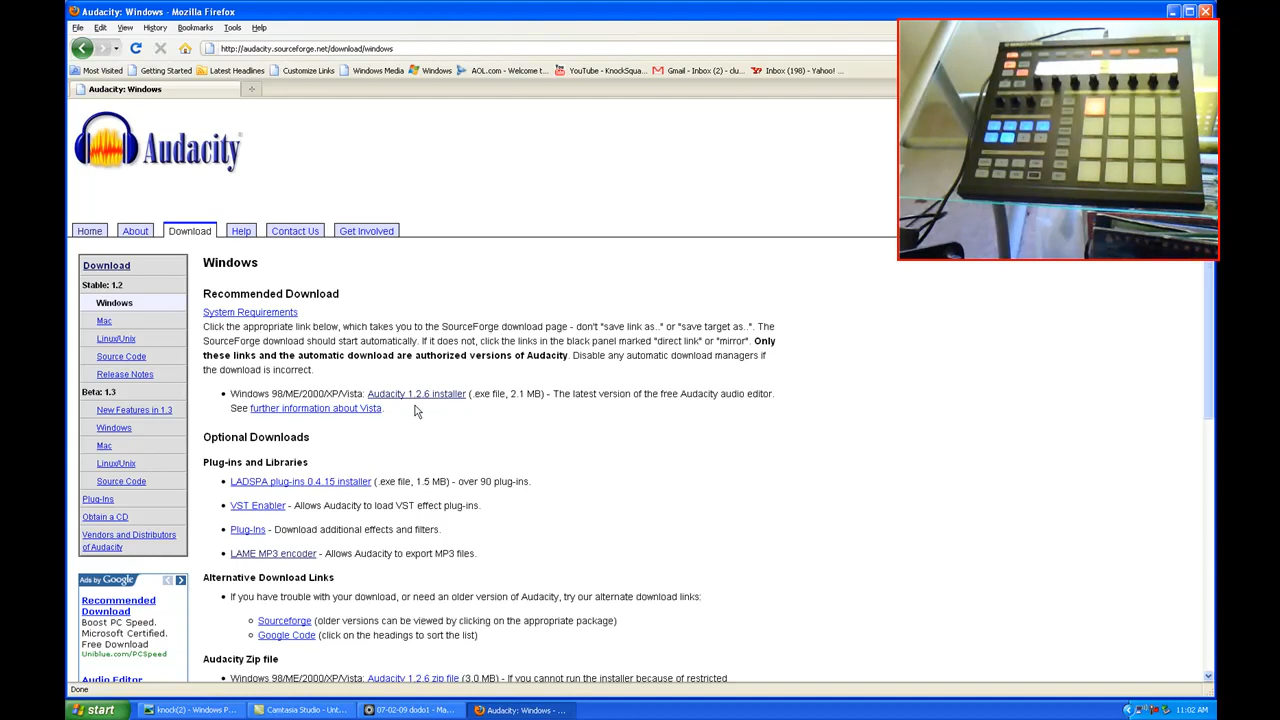 Audacity: Windows - Mozilla Firefox
File Edit View History Bookmarks Tools Help
http://audacity.sourceforge.net/download/windows
Most Visited Getting Started Latest Headlines Customize Links Windows Media Windows AOL.com - Welcome t... YouTube - KnockSqua... Gmail - Inbox (2) - clu... Inbox (198) - Yahoo! ...
Audacity: Windows
Audacity
Home About Download Help Contact Us Get Involved
Download
Stable: 1.2
Windows
Mac
Linux/Unix
Source Code
Release Notes
Beta: 1.3
New Features in 1.3
Windows
Mac
Linux/Unix
Source Code
Plug-Ins
Obtain a CD
Vendors and Distributors
of Audacity
Ads by Google
Recommended
Download
Boost PC Speed.
Microsoft Certified.
Free Download
Uniblue.com/PCSpeed
Audio Editor
Windows
Recommended Download
System Requirements
Click the appropriate link below, which takes you to the SourceForge download page - don't "save link as.." or "save target as..". The
SourceForge download should start automatically. If it does not, click the links in the black panel marked "direct link" or "mirror". Only
these links and the automatic download are authorized versions of Audacity. Disable any automatic download managers if
the download is incorrect.
Windows 98/ME/2000/XP/Vista: Audacity 1.2.6 installer (.exe file, 2.1 MB) - The latest version of the free Audacity audio editor.
See further information about Vista.
Optional Downloads
Plug-ins and Libraries
LADSPA plug-ins 0.4.15 installer (.exe file, 1.5 MB) - over 90 plug-ins.
VST Enabler - Allows Audacity to load VST effect plug-ins.
Plug-Ins - Download additional effects and filters.
LAME MP3 encoder - Allows Audacity to export MP3 files.
Alternative Download Links
If you have trouble with your download, or need an older version of Audacity, try our alternate download links:
Sourceforge (older versions can be viewed by clicking on the appropriate package)
Google Code (click on the headings to sort the list)
Audacity Zip file
Windows 98/ME/2000/XP/Vista: Audacity 1.2.6 zip file (3.0 MB) - If you cannot run the installer because of restricted
Done
start knock(2) - Windows P... Camtasia Studio - Unt... 07-02-09 dodo1 - Ma... Audacity: Windows - ... 11:02 AM